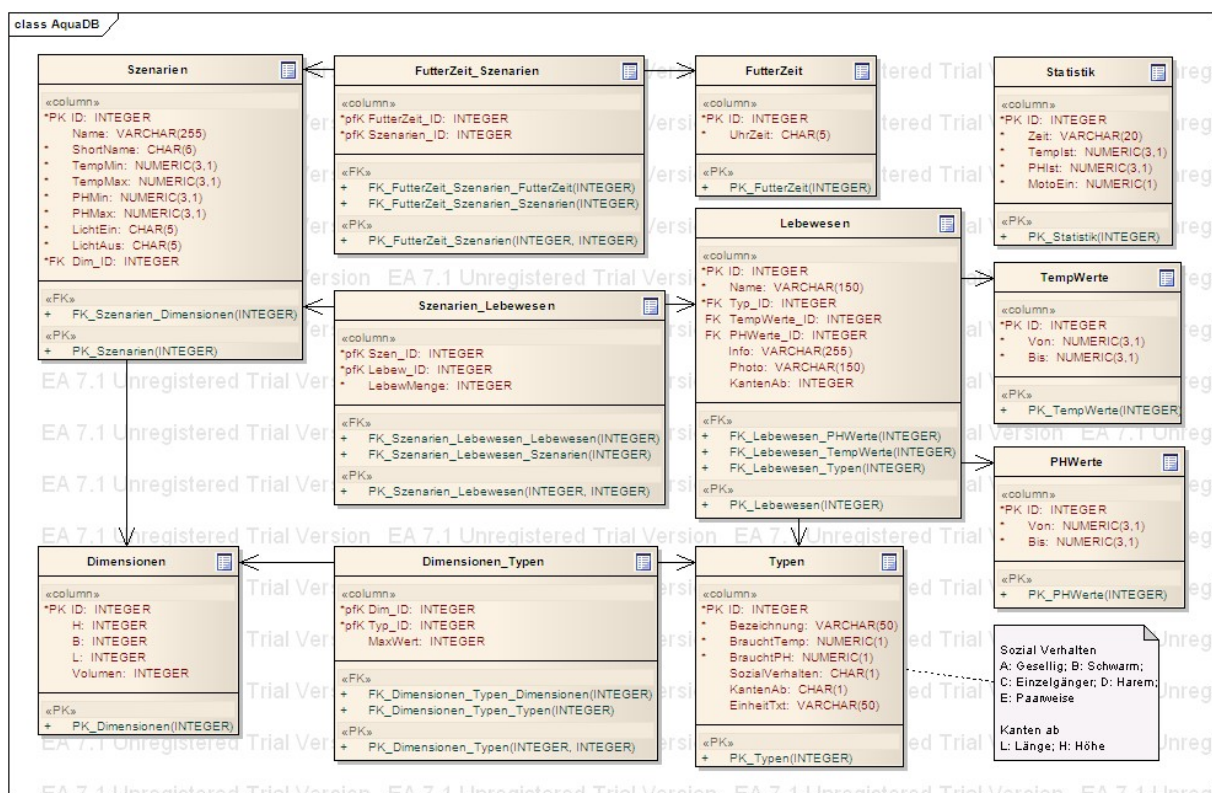 class AquaDB
Szenarien
«column»
*PK ID: INTEGER
Name: VARCHAR(255)
* ShortName: CHAR(6)
* TempMin: NUMERIC(3,1)
* TempMax: NUMERIC(3,1)
* PHMin: NUMERIC(3,1)
* PHMax: NUMERIC(3,1)
* LichtEin: CHAR(5)
* LichtAus: CHAR(5)
*FK Dim_ID: INTEGER
«FK»
+ FK_Szenarien_Dimensionen(INTEGER)
«PK»
+ PK_Szenarien(INTEGER)
FutterZeit_Szenarien
«column»
*pfK FutterZeit_ID: INTEGER
*pfK Szenarien_ID: INTEGER
«FK»
+ FK_FutterZeit_Szenarien_FutterZeit(INTEGER)
+ FK_FutterZeit_Szenarien_Szenarien(INTEGER)
«PK»
+ PK_FutterZeit_Szenarien(INTEGER, INTEGER)
FutterZeit
«column»
*PK ID: INTEGER
* UhrZeit: CHAR(5)
«PK»
+ PK_FutterZeit(INTEGER)
Statistik
«column»
*PK ID: INTEGER
* Zeit: VARCHAR(20)
* TempIst: NUMERIC(3,1)
* PHIst: NUMERIC(3,1)
* MotoEin: NUMERIC(1)
«PK»
+ PK_Statistik(INTEGER)
Szenarien_Lebewesen
«column»
*pfK Szen_ID: INTEGER
*pfK Lebew_ID: INTEGER
* LebewMenge: INTEGER
«FK»
+ FK_Szenarien_Lebewesen_Lebewesen(INTEGER)
+ FK_Szenarien_Lebewesen_Szenarien(INTEGER)
«PK»
+ PK_Szenarien_Lebewesen(INTEGER, INTEGER)
Lebewesen
«column»
*PK ID: INTEGER
* Name: VARCHAR(150)
*FK Typ_ID: INTEGER
FK TempWerte_ID: INTEGER
FK PHWerte_ID: INTEGER
Info: VARCHAR(255)
Photo: VARCHAR(150)
KantenAb: INTEGER
«FK»
+ FK_Lebewesen_PHWerte(INTEGER)
+ FK_Lebewesen_TempWerte(INTEGER)
+ FK_Lebewesen_Typen(INTEGER)
«PK»
+ PK_Lebewesen(INTEGER)
TempWerte
«column»
*PK ID: INTEGER
* Von: NUMERIC(3,1)
* Bis: NUMERIC(3,1)
«PK»
+ PK_TempWerte(INTEGER)
PHWerte
«column»
*PK ID: INTEGER
* Von: NUMERIC(3,1)
* Bis: NUMERIC(3,1)
«PK»
+ PK_PHWerte(INTEGER)
Dimensionen
«column»
*PK ID: INTEGER
H: INTEGER
B: INTEGER
L: INTEGER
Volumen: INTEGER
«PK»
+ PK_Dimensionen(INTEGER)
Dimensionen_Typen
«column»
*pfK Dim_ID: INTEGER
*pfK Typ_ID: INTEGER
MaxWert: INTEGER
«FK»
+ FK_Dimensionen_Typen_Dimensionen(INTEGER)
+ FK_Dimensionen_Typen_Typen(INTEGER)
«PK»
+ PK_Dimensionen_Typen(INTEGER, INTEGER)
Typen
«column»
*PK ID: INTEGER
* Bezeichnung: VARCHAR(50)
* BrauchtTemp: NUMERIC(1)
* BrauchtPH: NUMERIC(1)
SozialVerhalten: CHAR(1)
KantenAb: CHAR(1)
EinheitTxt: VARCHAR(50)
«PK»
+ PK_Typen(INTEGER)
Sozial Verhalten
A: Gesellig; B: Schwarm;
C: Einzelgänger; D: Harem;
E: Paarweise
Kanten ab
L: Länge; H: Höhe
EA 7.1 Unregistered Trial Version